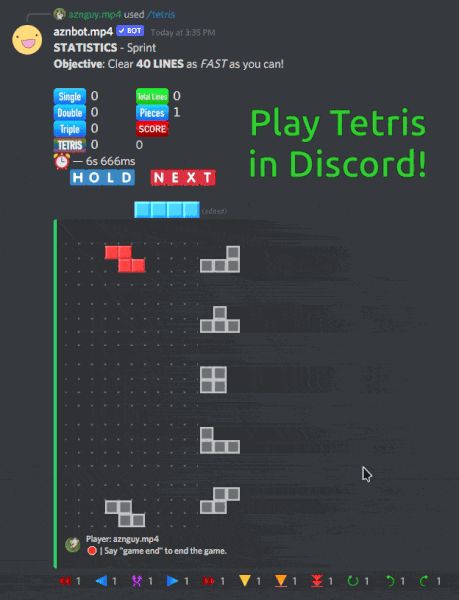 aznguy.mp4 used /tetris
aznbot.mp4 ✓ BOT Today at 3:35 PM
STATISTICS - Sprint
Objective: Clear 40 LINES as FAST as you can!
Single 0 Total Lines 0
Double 0 Pieces 1
Triple 0 SCORE
TETRIS 0 0
— 6s 666ms
HOLD NEXT
(edited)
Play Tetris
in Discord!
Player: aznguy.mp4
| Say "game end" to end the game.
1 1 1 1 1 1 1 1 1 1 1